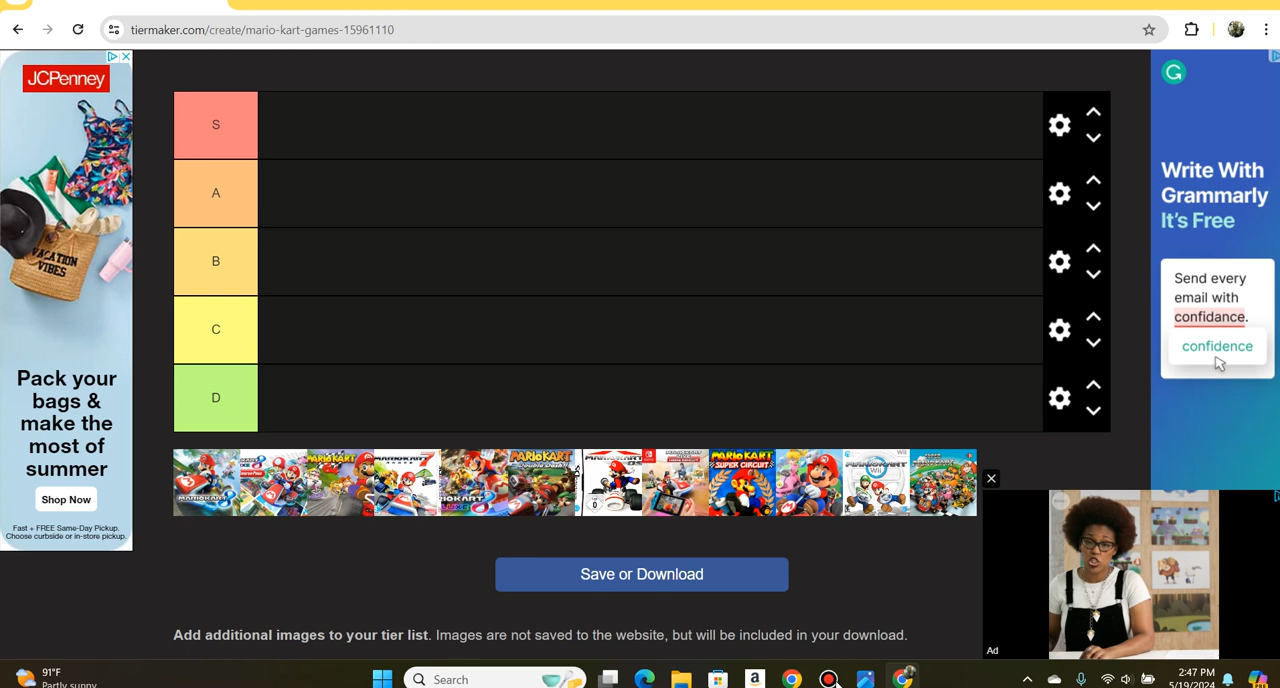 tiermaker.com/create/mario-kart-games-15961110
JCPenney
VACATION
VIBES
Pack your
bags &
make the
most of
summer
Shop Now
Fast + FREE Same-Day Pickup.
Choose curbside or in-store pickup.
S
A
B
C
D
MARIO KART
SUPER CIRCUIT
Wii
Save or Download
Add additional images to your tier list. Images are not saved to the website, but will be included in your download.
Write With
Grammarly
It's Free
Send every
email with
confidance.
confidence
Ad
91°F
Partly sunny
Search
2:47 PM
5/19/2024